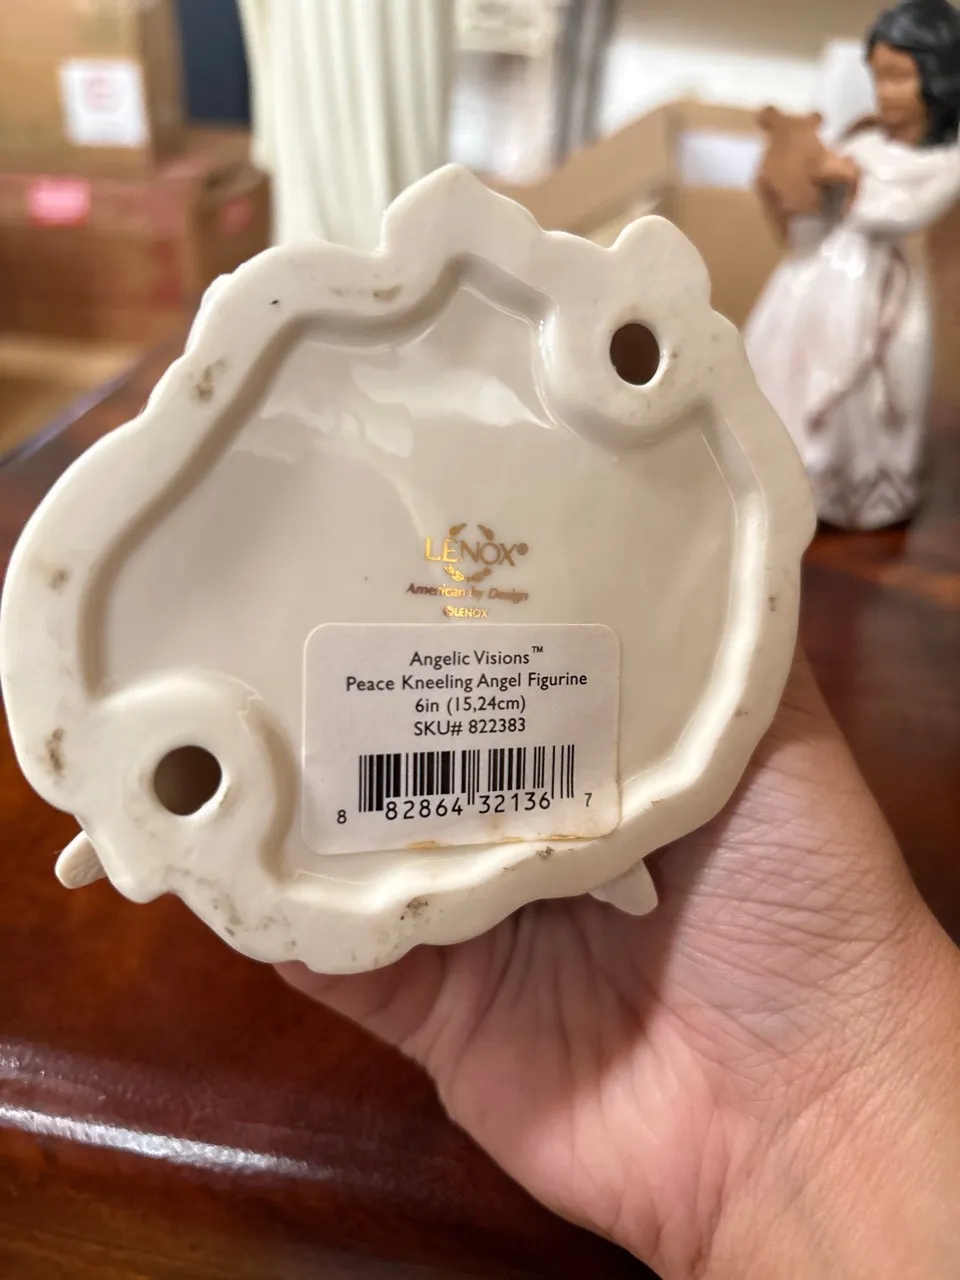 LENOX®
American by Design
©LENOX
Angelic Visions™
Peace Kneeling Angel Figurine
6in (15,24cm)
SKU# 822383
8 82864 32136 7